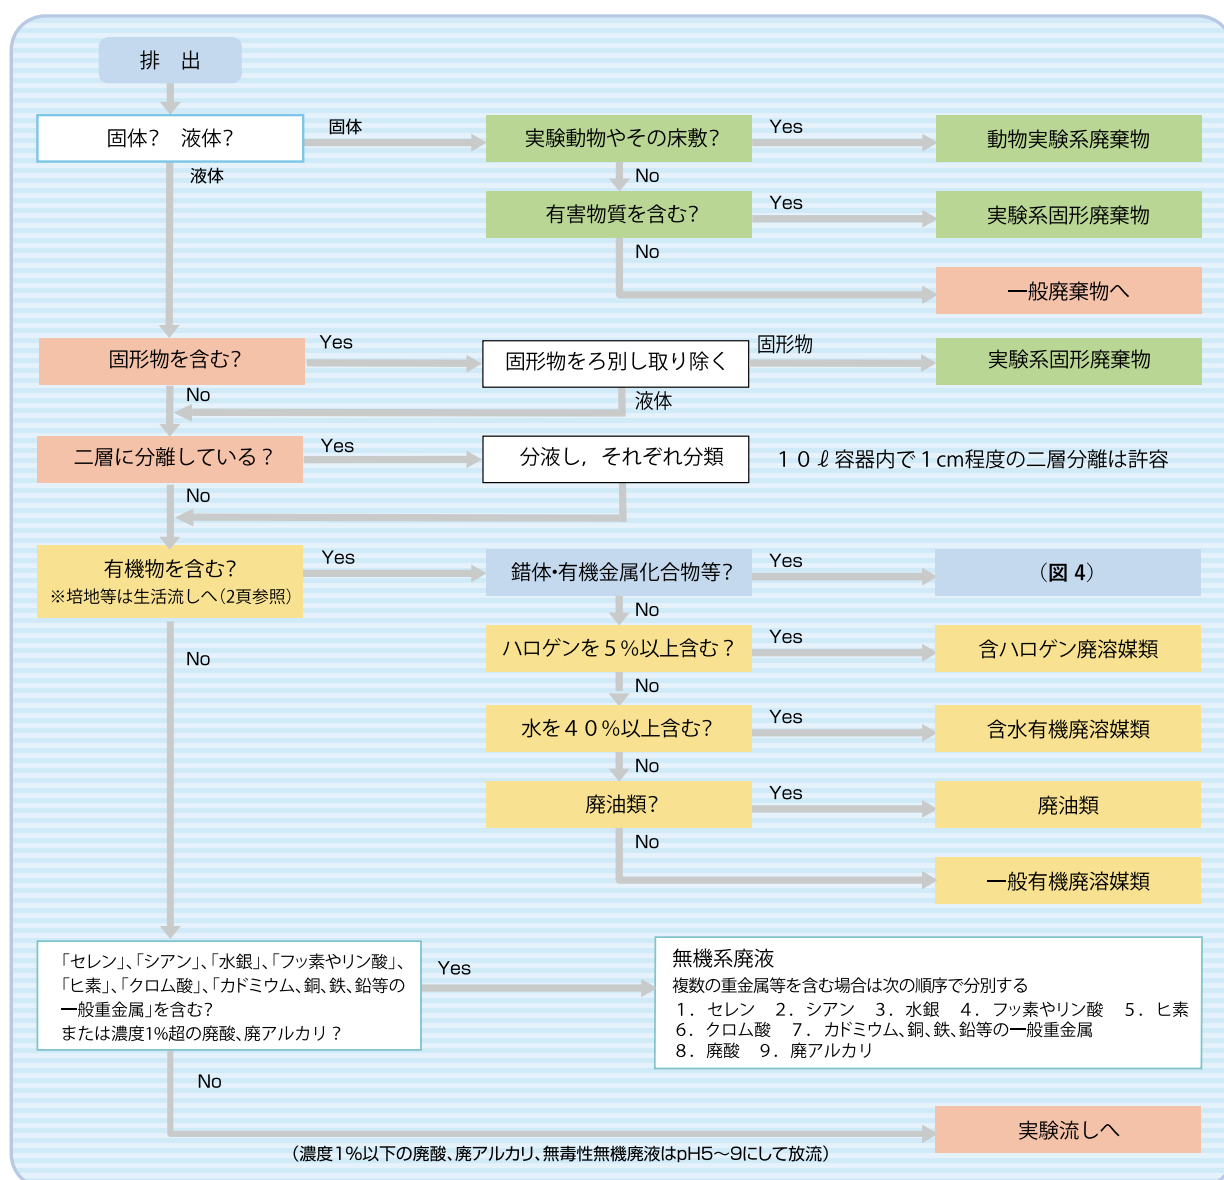 排　出
固体？　液体？
固体
実験動物やその床敷？
Yes
動物実験系廃棄物
液体
No
有害物質を含む？
Yes
実験系固形廃棄物
No
一般廃棄物へ
固形物を含む？
Yes
固形物をろ別し取り除く
固形物
実験系固形廃棄物
No
液体
二層に分離している？
Yes
分液し，それぞれ分類
１０ℓ容器内で１cm程度の二層分離は許容
No
有機物を含む？
※培地等は生活流しへ（2頁参照）
Yes
錯体・有機金属化合物等？
Yes
（図 4）
No
ハロゲンを５％以上含む？
Yes
含ハロゲン廃溶媒類
No
No
水を４０％以上含む？
Yes
含水有機廃溶媒類
No
廃油類？
Yes
廃油類
No
一般有機廃溶媒類
「セレン」、「シアン」、「水銀」、「フッ素やリン酸」、
「ヒ素」、「クロム酸」、「カドミウム、銅、鉄、鉛等の
一般重金属」を含む？
または濃度1％超の廃酸、廃アルカリ？
Yes
無機系廃液
複数の重金属等を含む場合は次の順序で分別する
１．セレン　２．シアン　３．水銀　４．フッ素やリン酸　５．ヒ素
６．クロム酸　７．カドミウム、銅、鉄、鉛等の一般重金属
８．廃酸　９．廃アルカリ
No
実験流しへ
（濃度1％以下の廃酸、廃アルカリ、無毒性無機廃液はpH5～9にして放流）